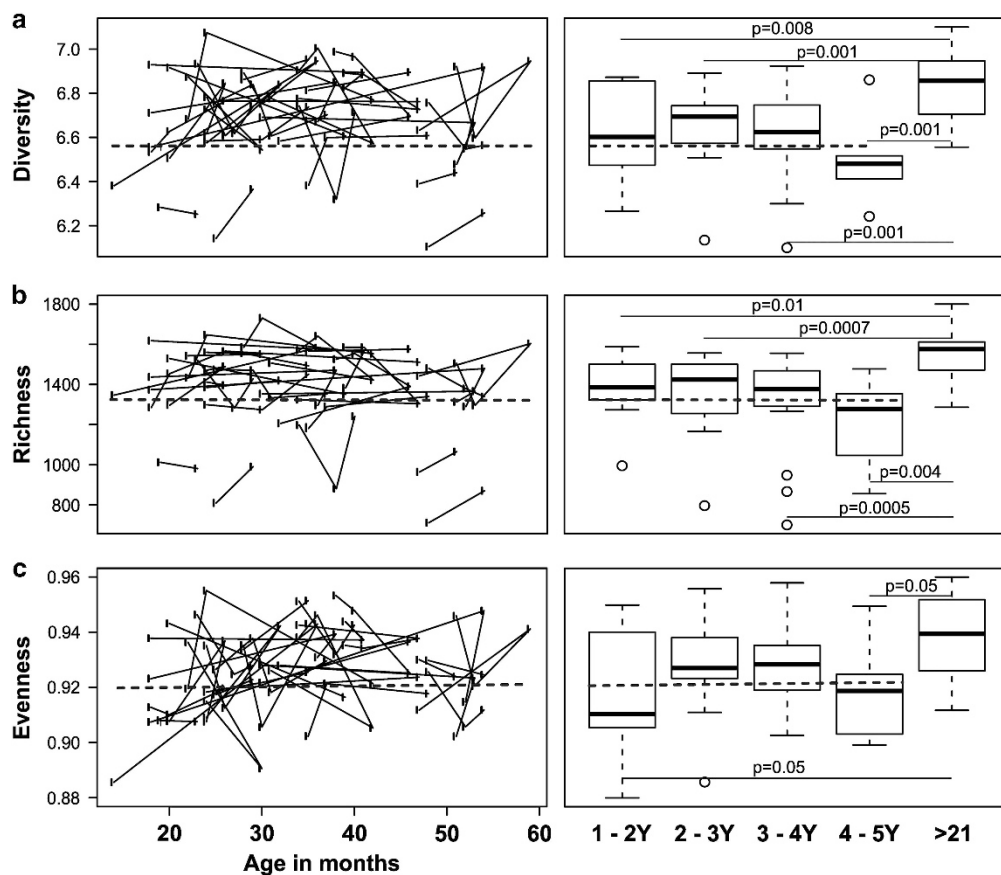 a
Diversity
7.0
6.8
6.6
6.4
6.2
p=0.008
p=0.001
p=0.001
p=0.001
b
Richness
1800
1400
1000
800
p=0.01
p=0.0007
p=0.004
p=0.0005
c
Evenness
0.96
0.94
0.92
0.90
0.88
p=0.05
p=0.05
20 30 40 50 60
Age in months
1 - 2Y 2 - 3Y 3 - 4Y 4 - 5Y >21